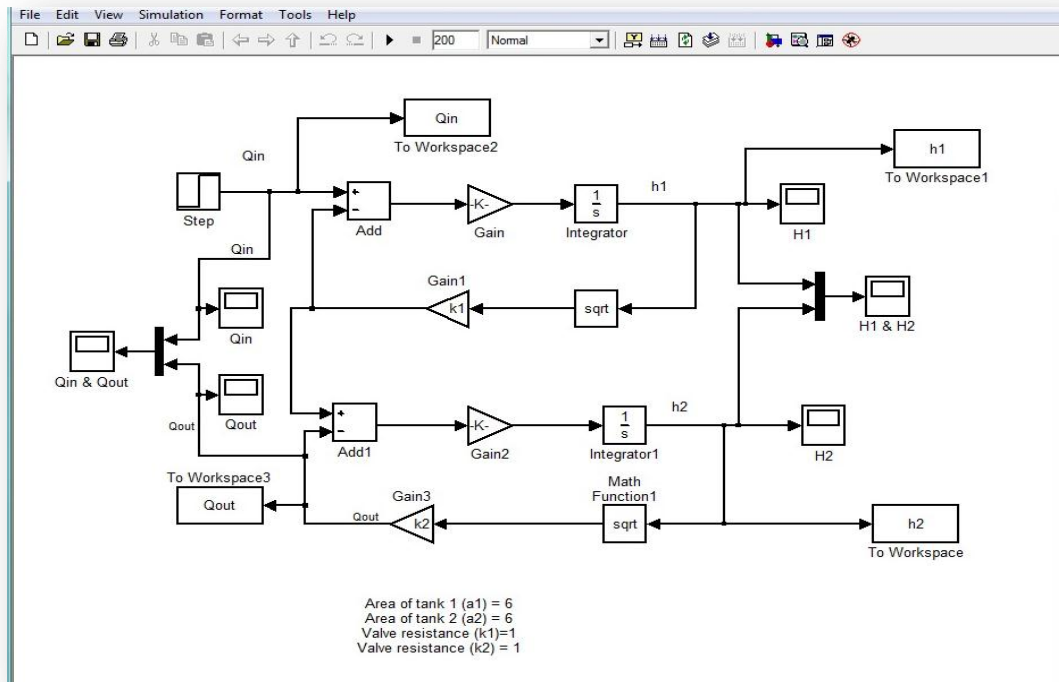 File Edit View Simulation Format Tools Help
200 Normal
Qin
To Workspace2
Qin
h1
To Workspace1
Step
+
−
Add
-K-
Gain
1
s
Integrator
h1
H1
Qin
Gain1
k1
sqrt
Qin
H1 & H2
Qin & Qout
Qout
Qout
+
−
Add1
-K-
Gain2
1
s
Integrator1
h2
H2
To Workspace3
Qout
Gain3
Qout
k2
Math
Function1
sqrt
h2
To Workspace
Area of tank 1 (a1) = 6
Area of tank 2 (a2) = 6
Valve resistance (k1)=1
Valve resistance (k2) = 1